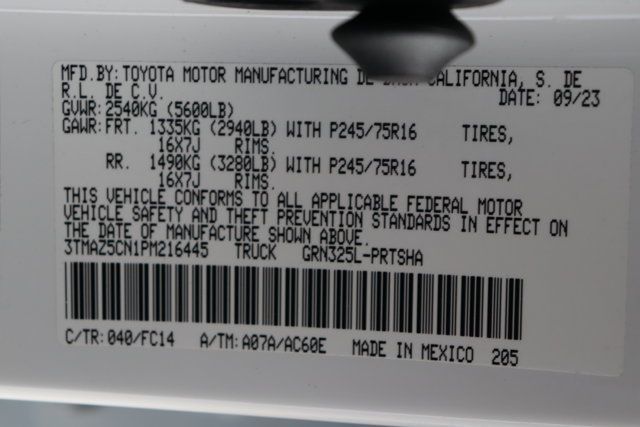 MFD.BY: TOYOTA MOTOR MANUFACTURING DE BAJA CALIFORNIA, S. DE
R.L. DE C.V. DATE: 09/23
GVWR: 2540KG (5600LB)
GAWR: FRT. 1335KG (2940LB) WITH P245/75R16 TIRES,
16X7J RIMS.
RR. 1490KG (3280LB) WITH P245/75R16 TIRES,
16X7J RIMS.
THIS VEHICLE CONFORMS TO ALL APPLICABLE FEDERAL MOTOR
VEHICLE SAFETY AND THEFT PREVENTION STANDARDS IN EFFECT ON
THE DATE OF MANUFACTURE SHOWN ABOVE.
3TMAZ5CN1PM216445 TRUCK GRN325L-PRTSHA
C/TR: 040/FC14 A/TM: A07A/AC60E MADE IN MEXICO 205